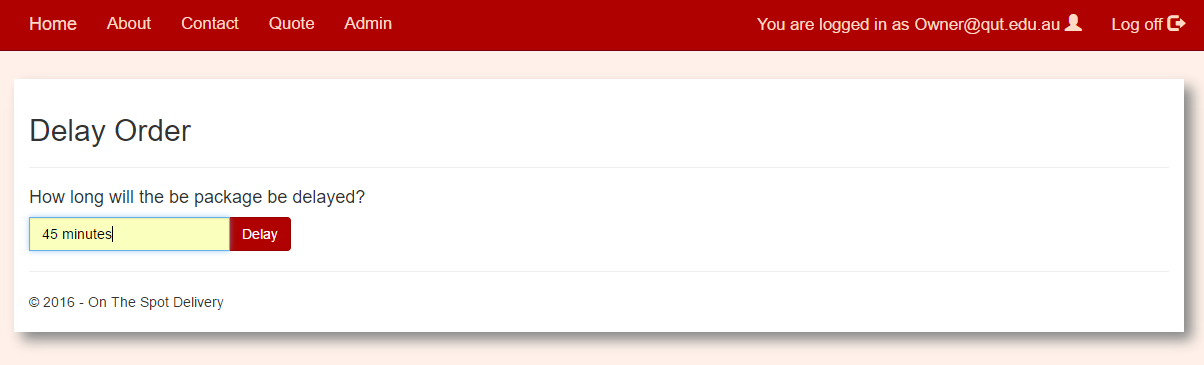 Home About Contact Quote Admin You are logged in as Owner@qut.edu.au Log off
Delay Order
How long will the be package be delayed?
45 minutes Delay
© 2016 - On The Spot Delivery